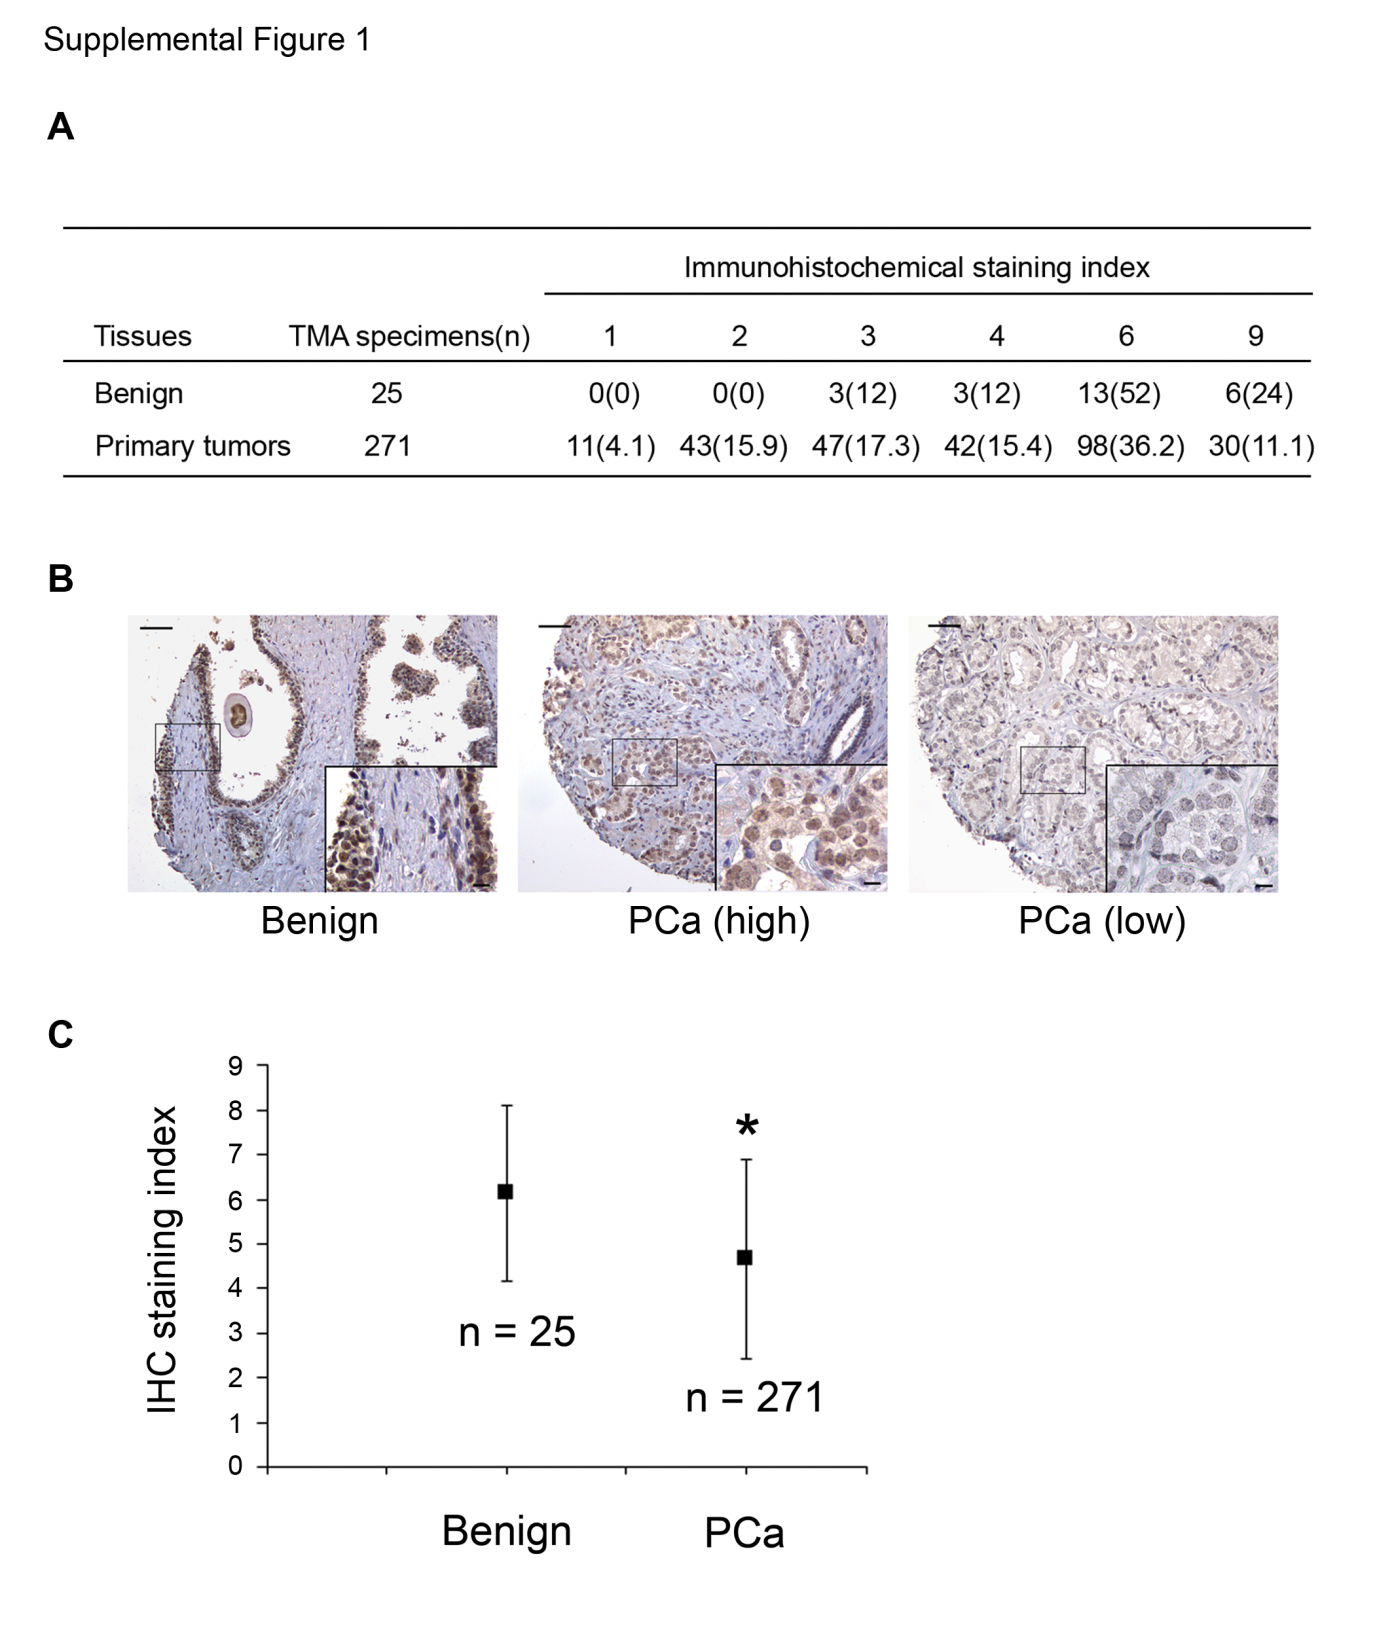 Supplemental Figure 1
A
Immunohistochemical staining index
Tissues TMA specimens(n) 1 2 3 4 6 9
Benign 25 0(0) 0(0) 3(12) 3(12) 13(52) 6(24)
Primary tumors 271 11(4.1) 43(15.9) 47(17.3) 42(15.4) 98(36.2) 30(11.1)
B
Benign PCa (high) PCa (low)
C
IHC staining index
9
8
7
6
5
4
3
2
1
0
*
n = 25
n = 271
Benign PCa